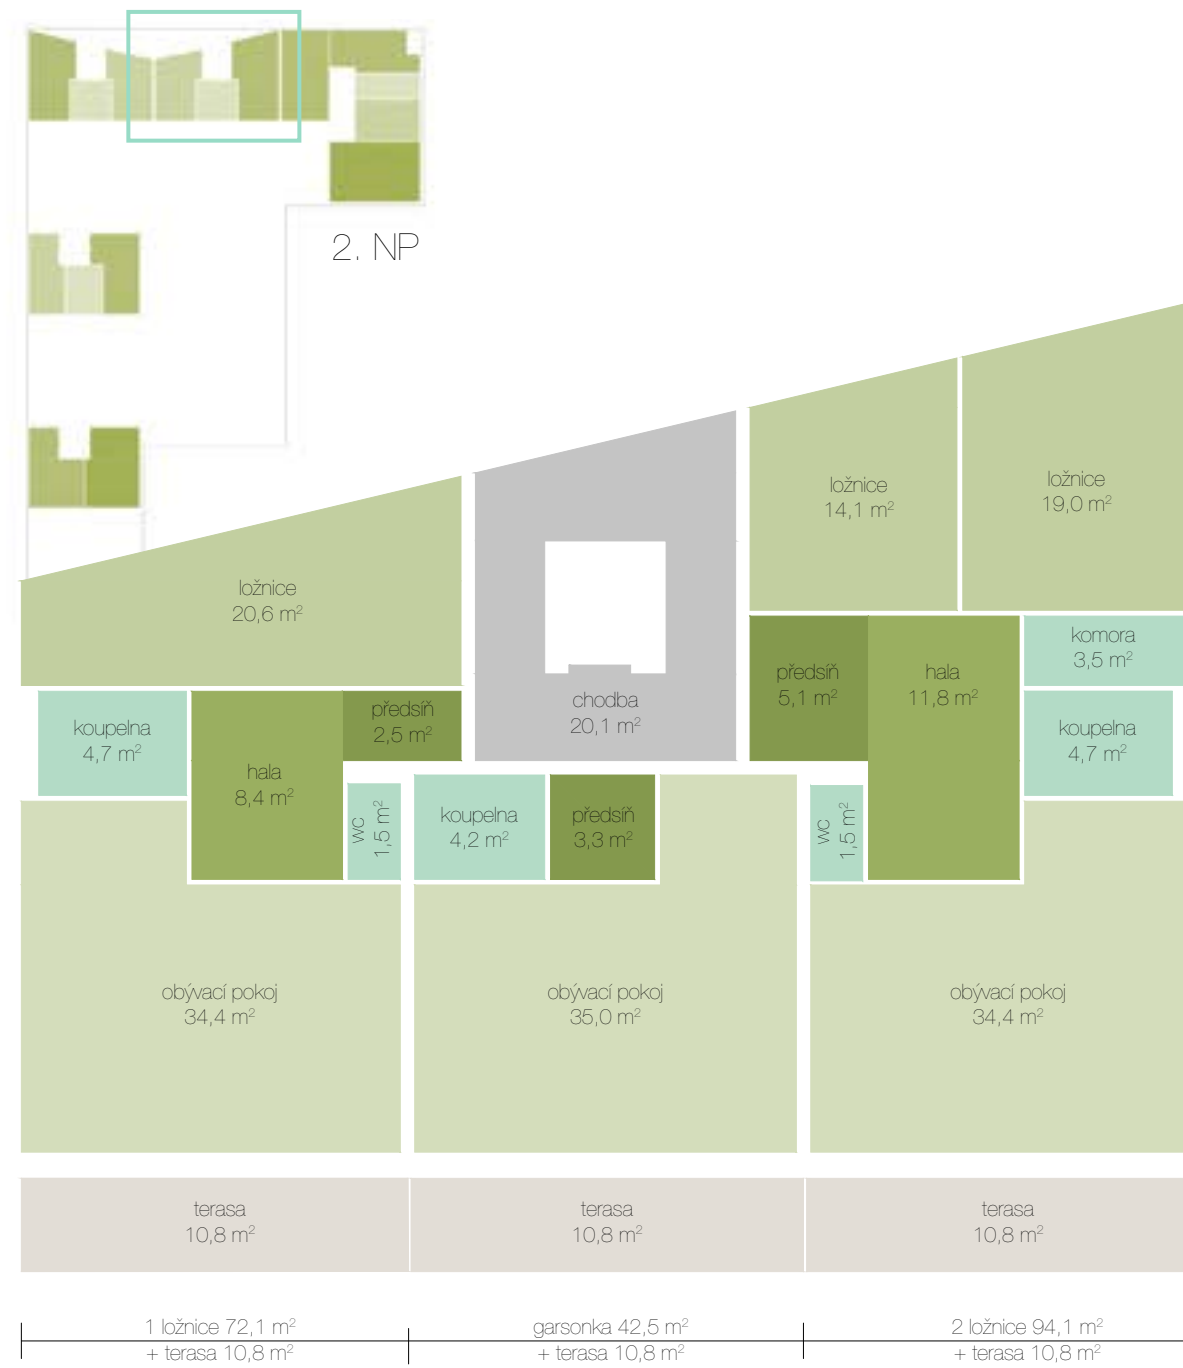 2. NP
ložnice
14,1 m²
ložnice
19,0 m²
ložnice
20,6 m²
chodba
20,1 m²
předsíň
5,1 m²
hala
11,8 m²
komora
3,5 m²
koupelna
4,7 m²
koupelna
4,7 m²
hala
8,4 m²
předsíň
2,5 m²
wc
1,5 m²
koupelna
4,2 m²
předsíň
3,3 m²
wc
1,5 m²
obývací pokoj
34,4 m²
obývací pokoj
35,0 m²
obývací pokoj
34,4 m²
terasa
10,8 m²
terasa
10,8 m²
terasa
10,8 m²
1 ložnice 72,1 m²
+ terasa 10,8 m²
garsonka 42,5 m²
+ terasa 10,8 m²
2 ložnice 94,1 m²
+ terasa 10,8 m²